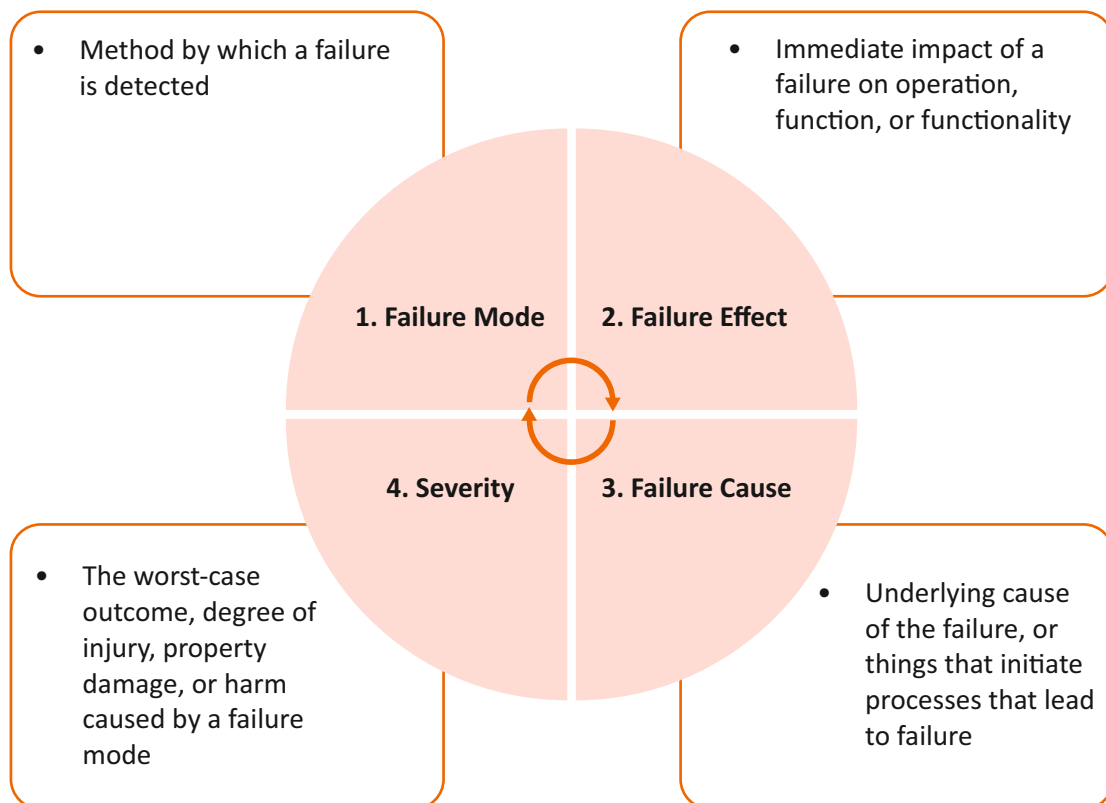 • Method by which a failure
is detected
• Immediate impact of a
failure on operation,
function, or functionality
1. Failure Mode
2. Failure Effect
4. Severity
3. Failure Cause
• The worst-case
outcome, degree of
injury, property
damage, or harm
caused by a failure
mode
• Underlying cause
of the failure, or
things that initiate
processes that lead
to failure